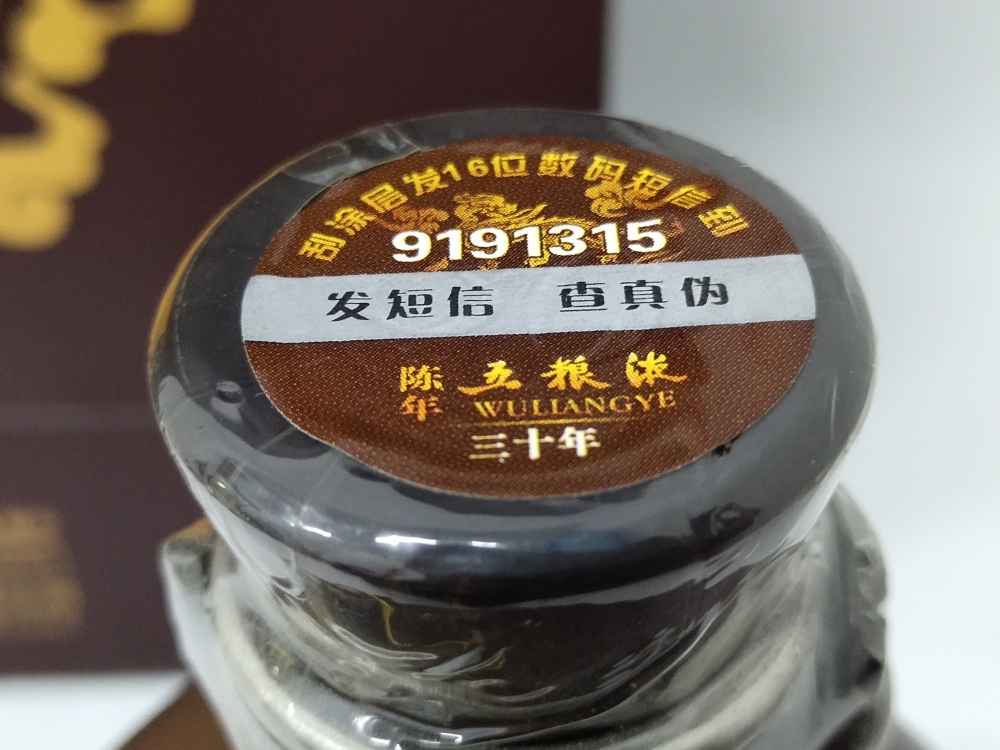 刮涂层发16位数码短信到
9191315
发短信 查真伪
陈年 五粮液
WULIANGYE
三十年